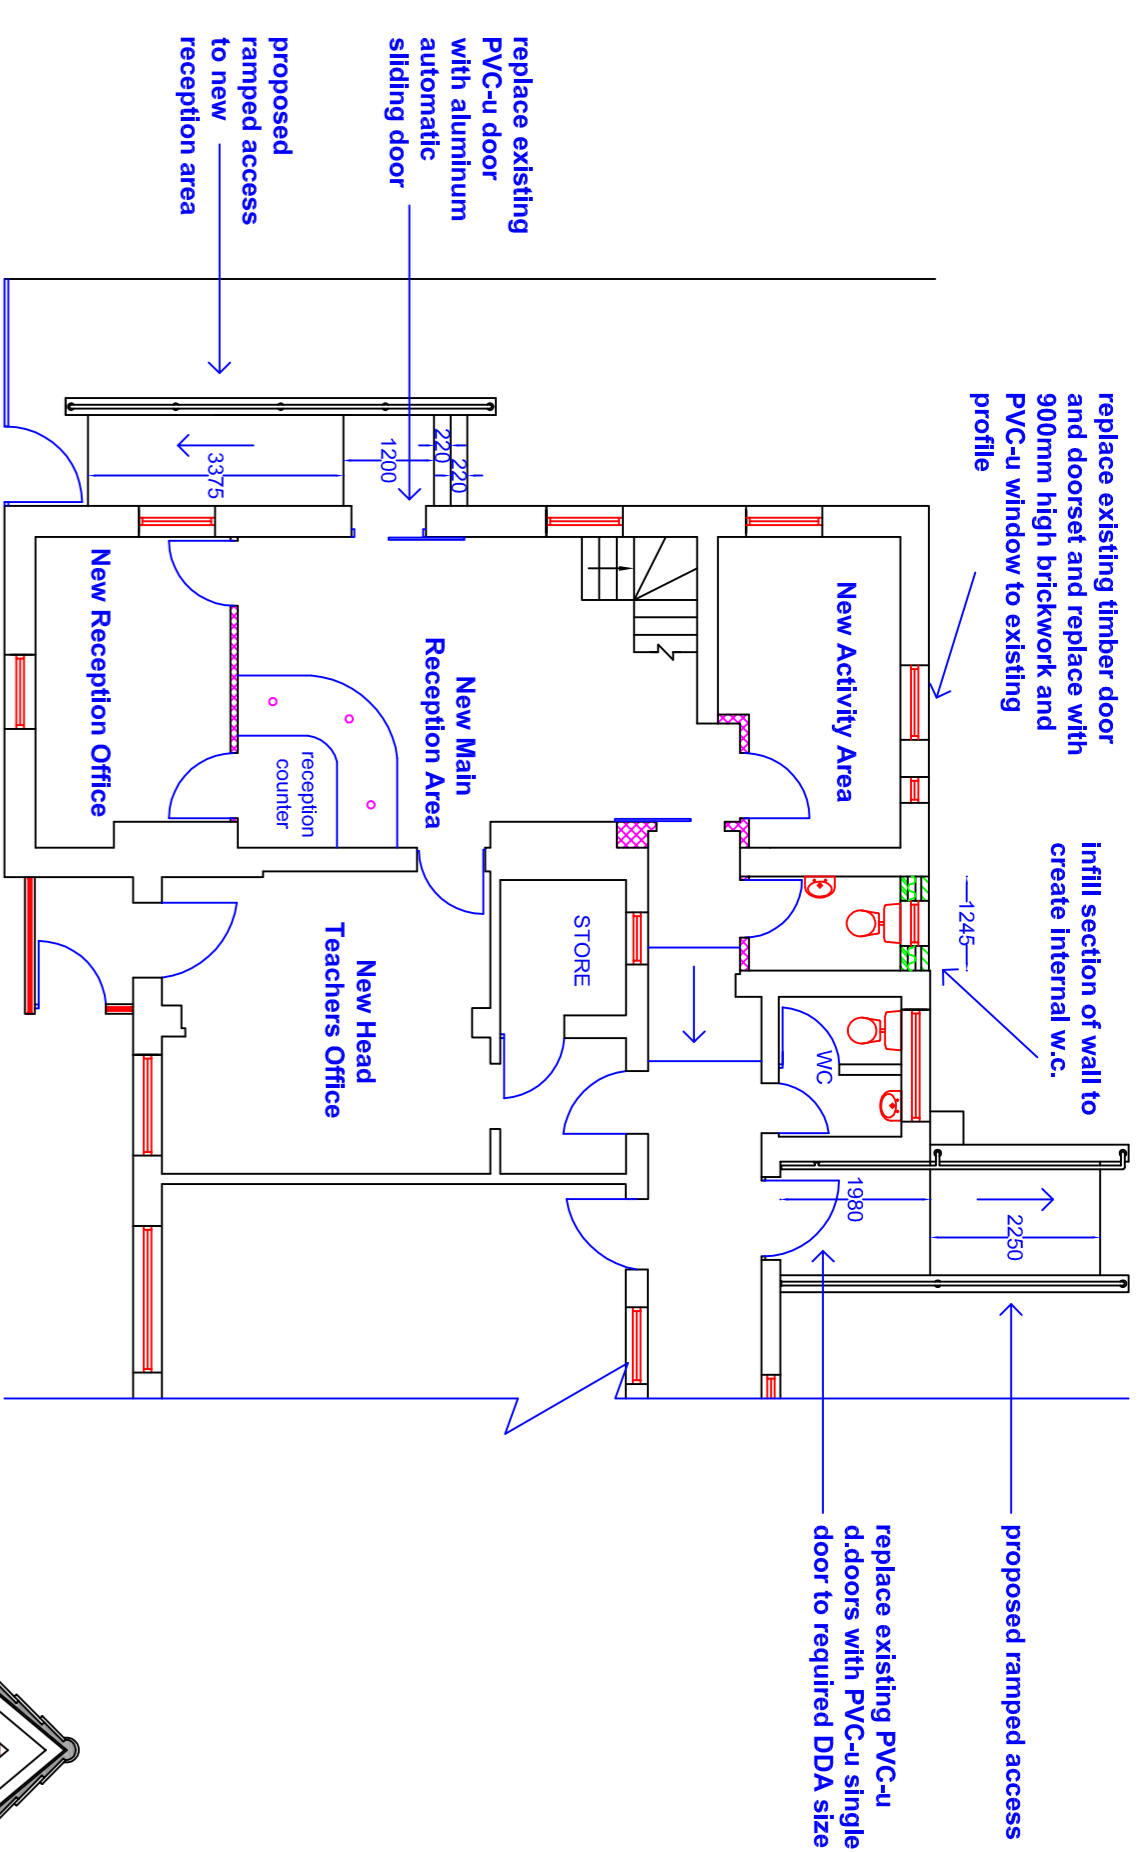 replace existing
PVC-u door
with aluminum
automatic
sliding door
proposed
ramped access
to new
reception area
replace existing timber door
and doorset and replace with
900mm high brickwork and
PVC-u window to existing
profile
infill section of wall to
create internal w.c.
1245
proposed ramped access
replace existing PVC-u
d.doors with PVC-u single
door to required DDA size
2250
1980
220
220
1200
3375
New Activity Area
WC
STORE
New Main
Reception Area
reception
counter
New Head
Teachers Office
New Reception Office